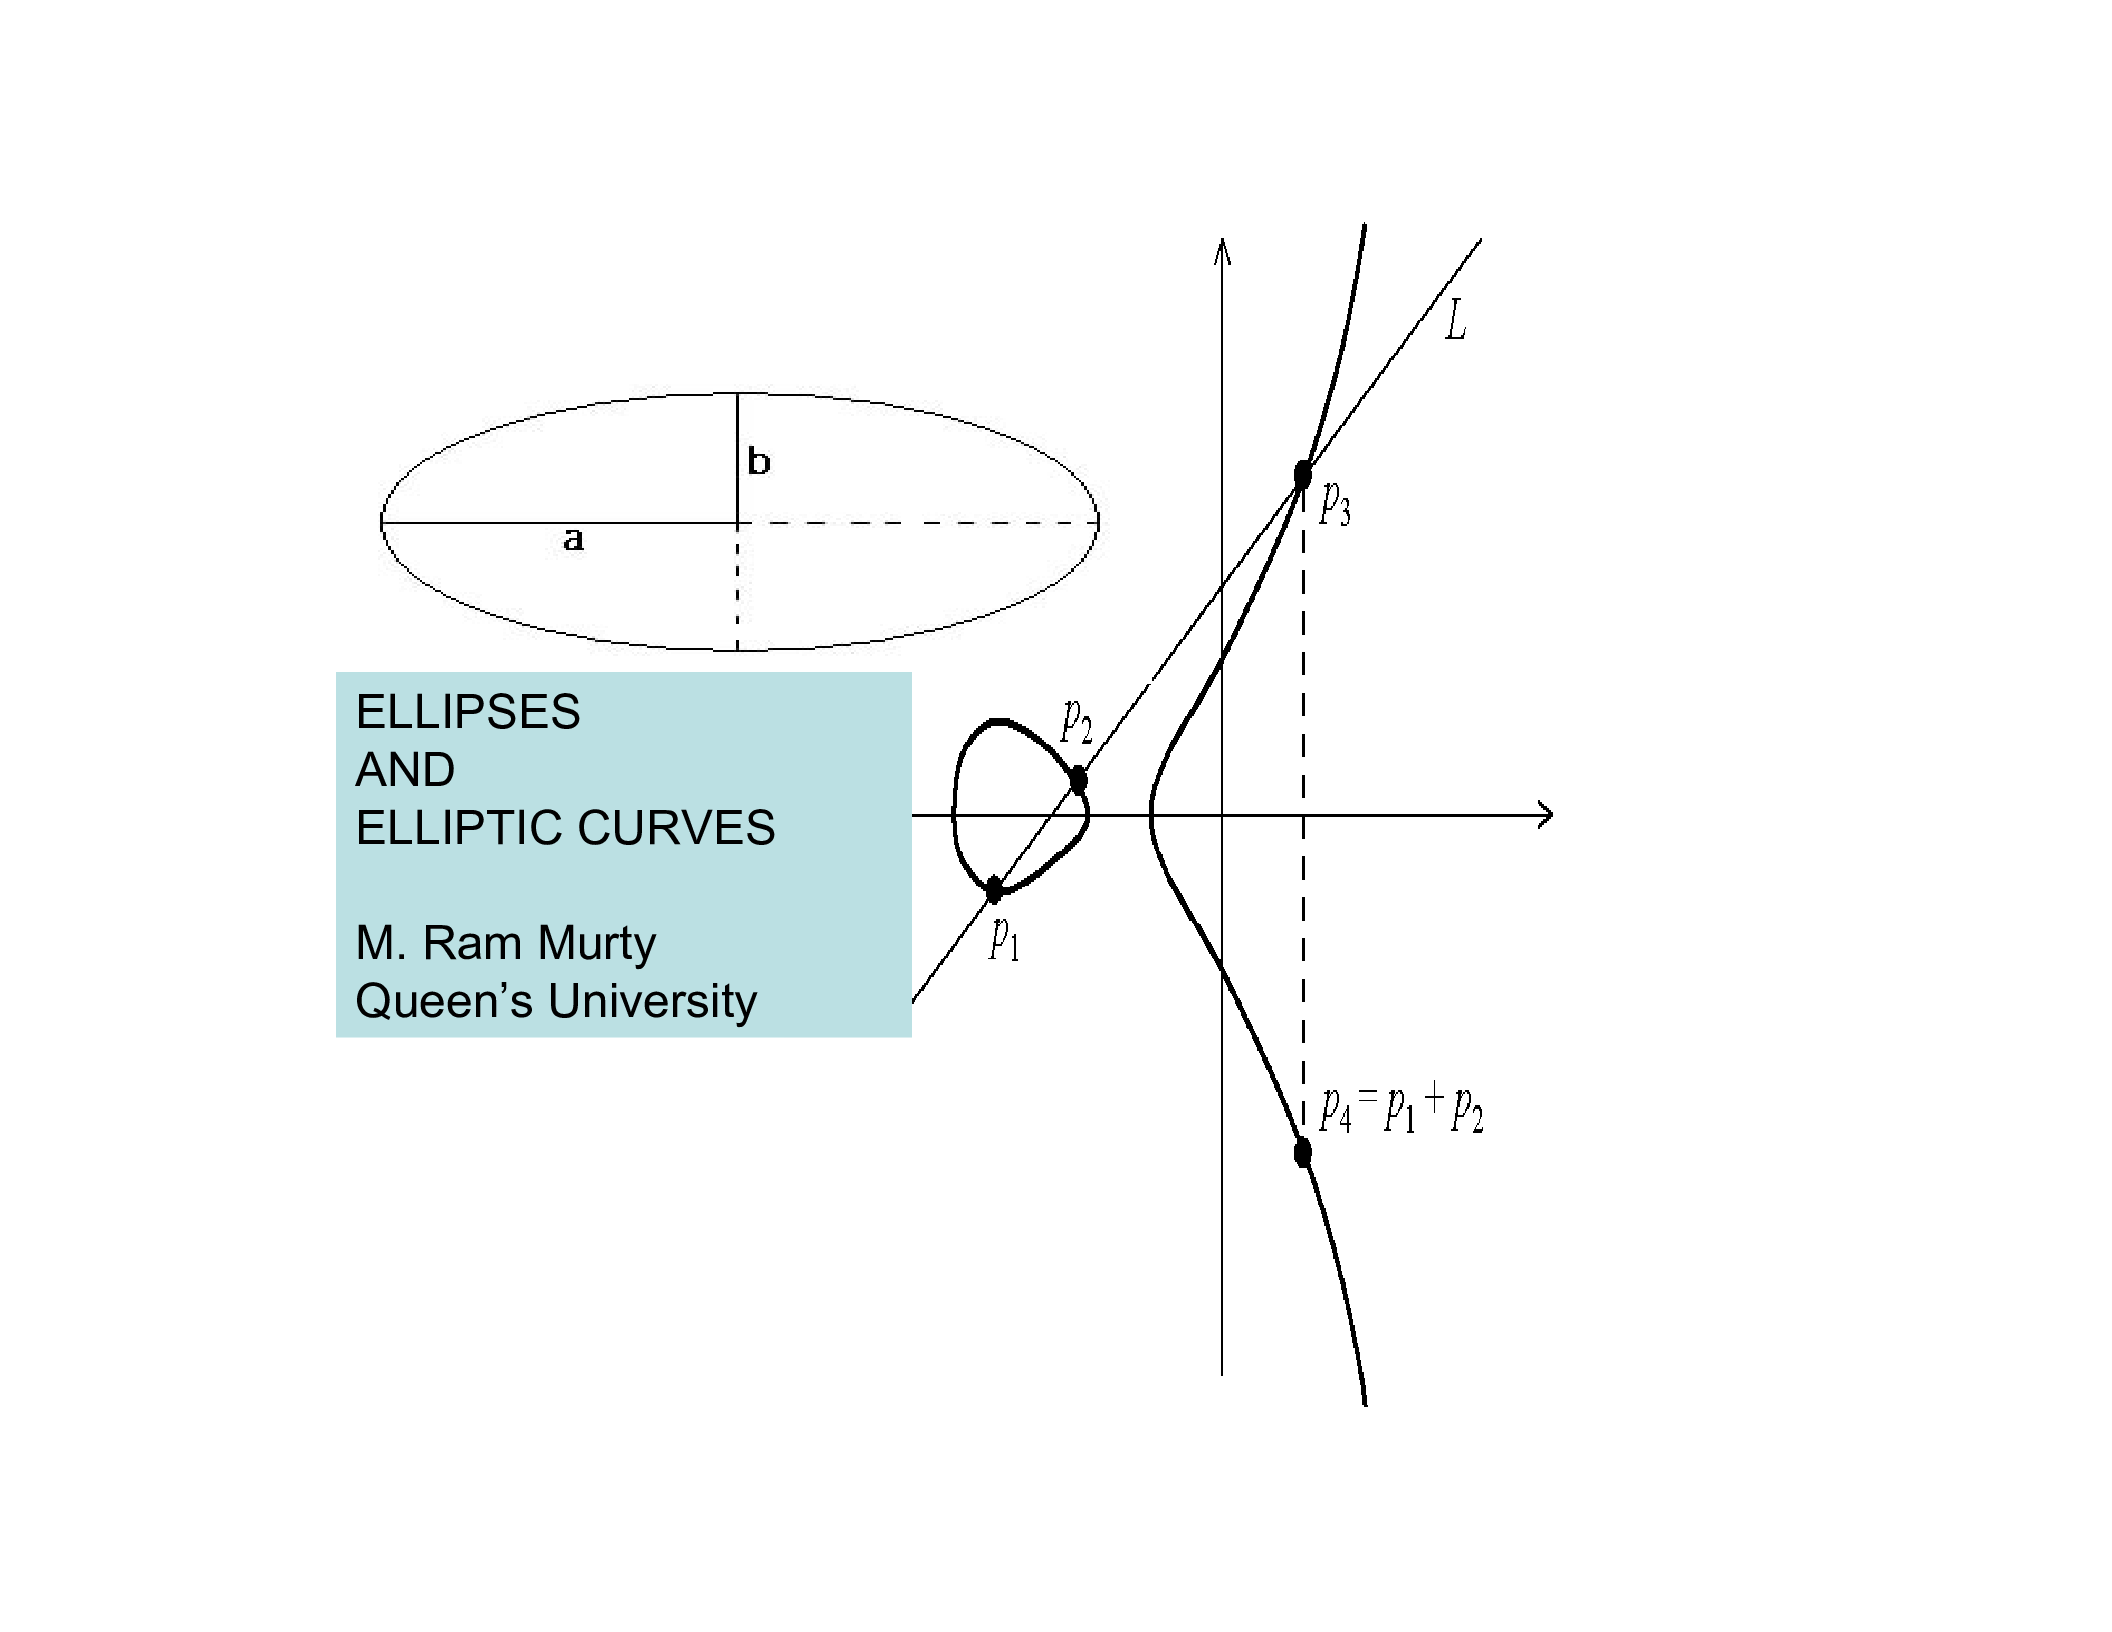 L
b
a
p3
ELLIPSES
AND
ELLIPTIC CURVES
p2
M. Ram Murty
Queen’s University
p1
p4 = p1 + p2